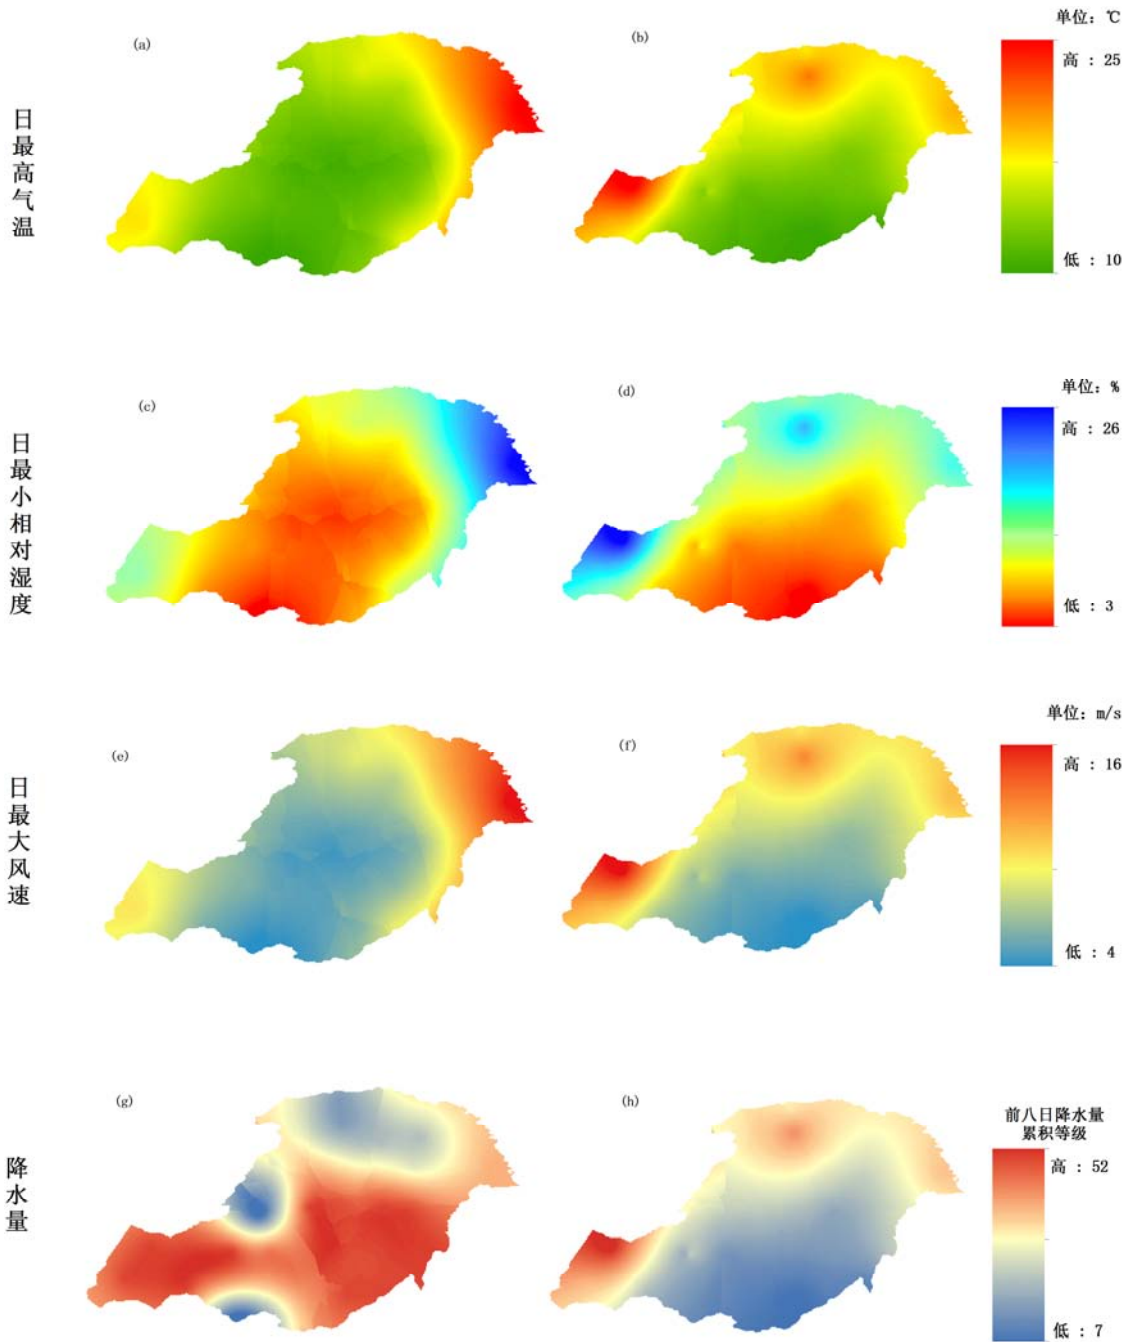 单位: ℃
(a)
(b)
高 : 25
低 : 10
日最高气温
单位: %
(c)
(d)
高 : 26
低 : 3
日最小相对湿度
单位: m/s
(e)
(f)
高 : 16
低 : 4
日最大风速
(g)
(h)
前八日降水量
累积等级
高 : 52
低 : 7
降水量